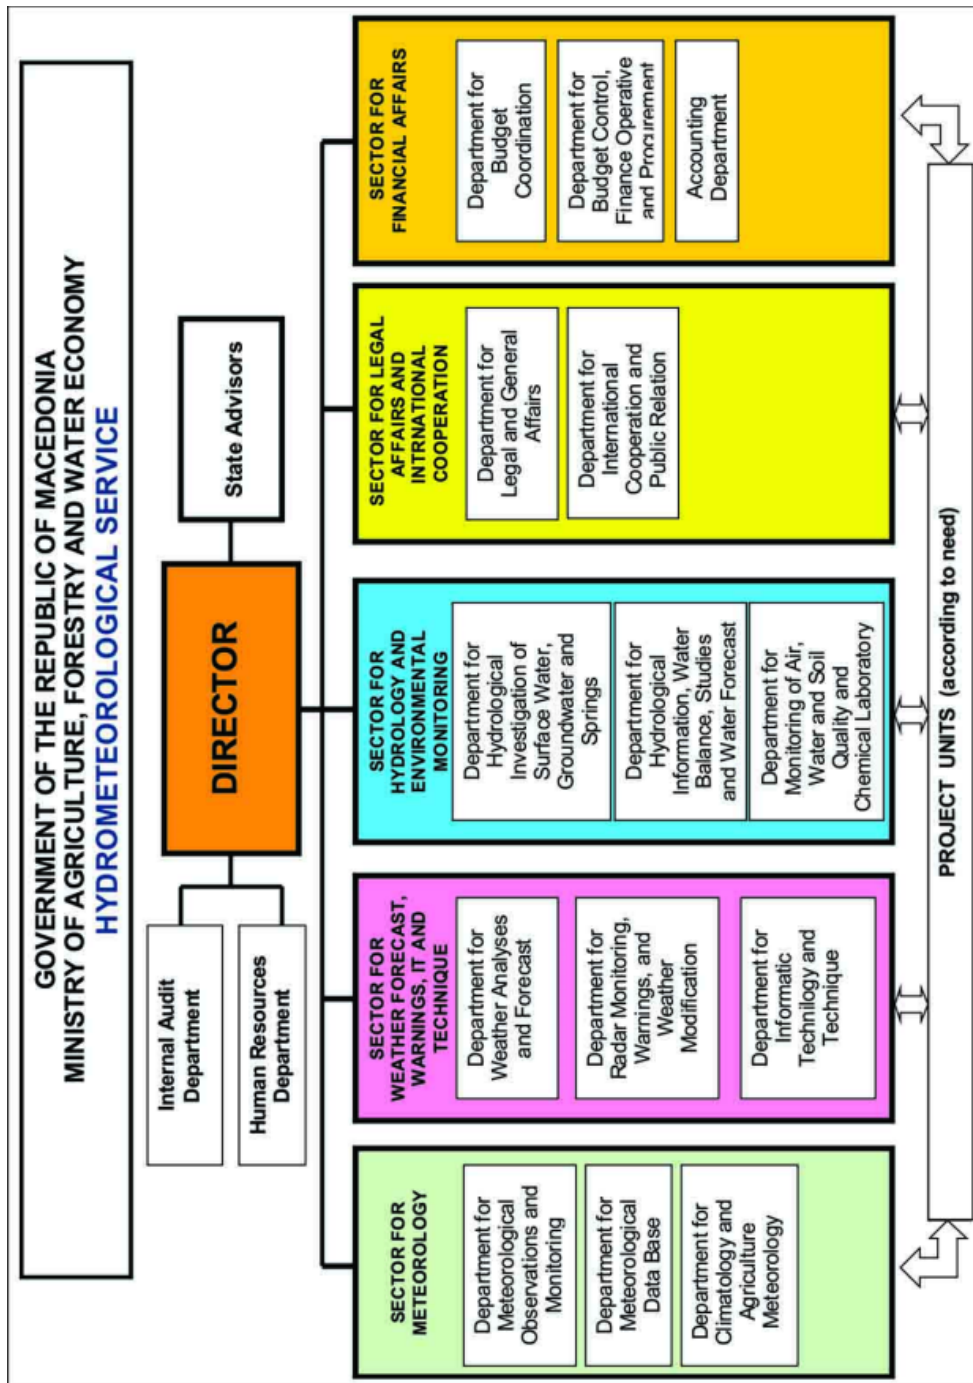 GOVERNMENT OF THE REPUBLIC OF MACEDONIA
MINISTRY OF AGRICULTURE, FORESTRY AND WATER ECONOMY
HYDROMETEOROLOGICAL SERVICE
Internal Audit
Department
Human Resources
Department
DIRECTOR
State Advisors
SECTOR FOR
METEOROLOGY
Department for
Meteorological
Observations and
Monitoring
Department for
Meteorological
Data Base
Department for
Climatology and
Agriculture
Meteorology
SECTOR FOR
WEATHER FORECAST,
WARNINGS, IT AND
TECHNIQUE
Department for
Weather Analyses
and Forecast
Department for
Radar Monitoring,
Warnings, and
Weather
Modification
Department for
Informatic
Technilogy and
Technique
SECTOR FOR
HYDROLOGY AND
ENVIRONMENTAL
MONITORING
Department for
Hydrological
Investigation of
Surface Water,
Groundwater and
Springs
Department for
Hydrological
Information, Water
Balance, Studies
and Water Forecast
Department for
Monitoring of Air,
Water and Soil
Quality and
Chemical Laboratory
SECTOR FOR LEGAL
AFFAIRS AND
INTRNATIONAL
COOPERATION
Department for
Legal and General
Affairs
Department for
International
Cooperation and
Public Relation
SECTOR FOR
FINANCIAL AFFAIRS
Department for
Budget
Coordination
Department for
Budget Control,
Finance Operative
and Procurement
Accounting
Department
PROJECT UNITS (according to need)